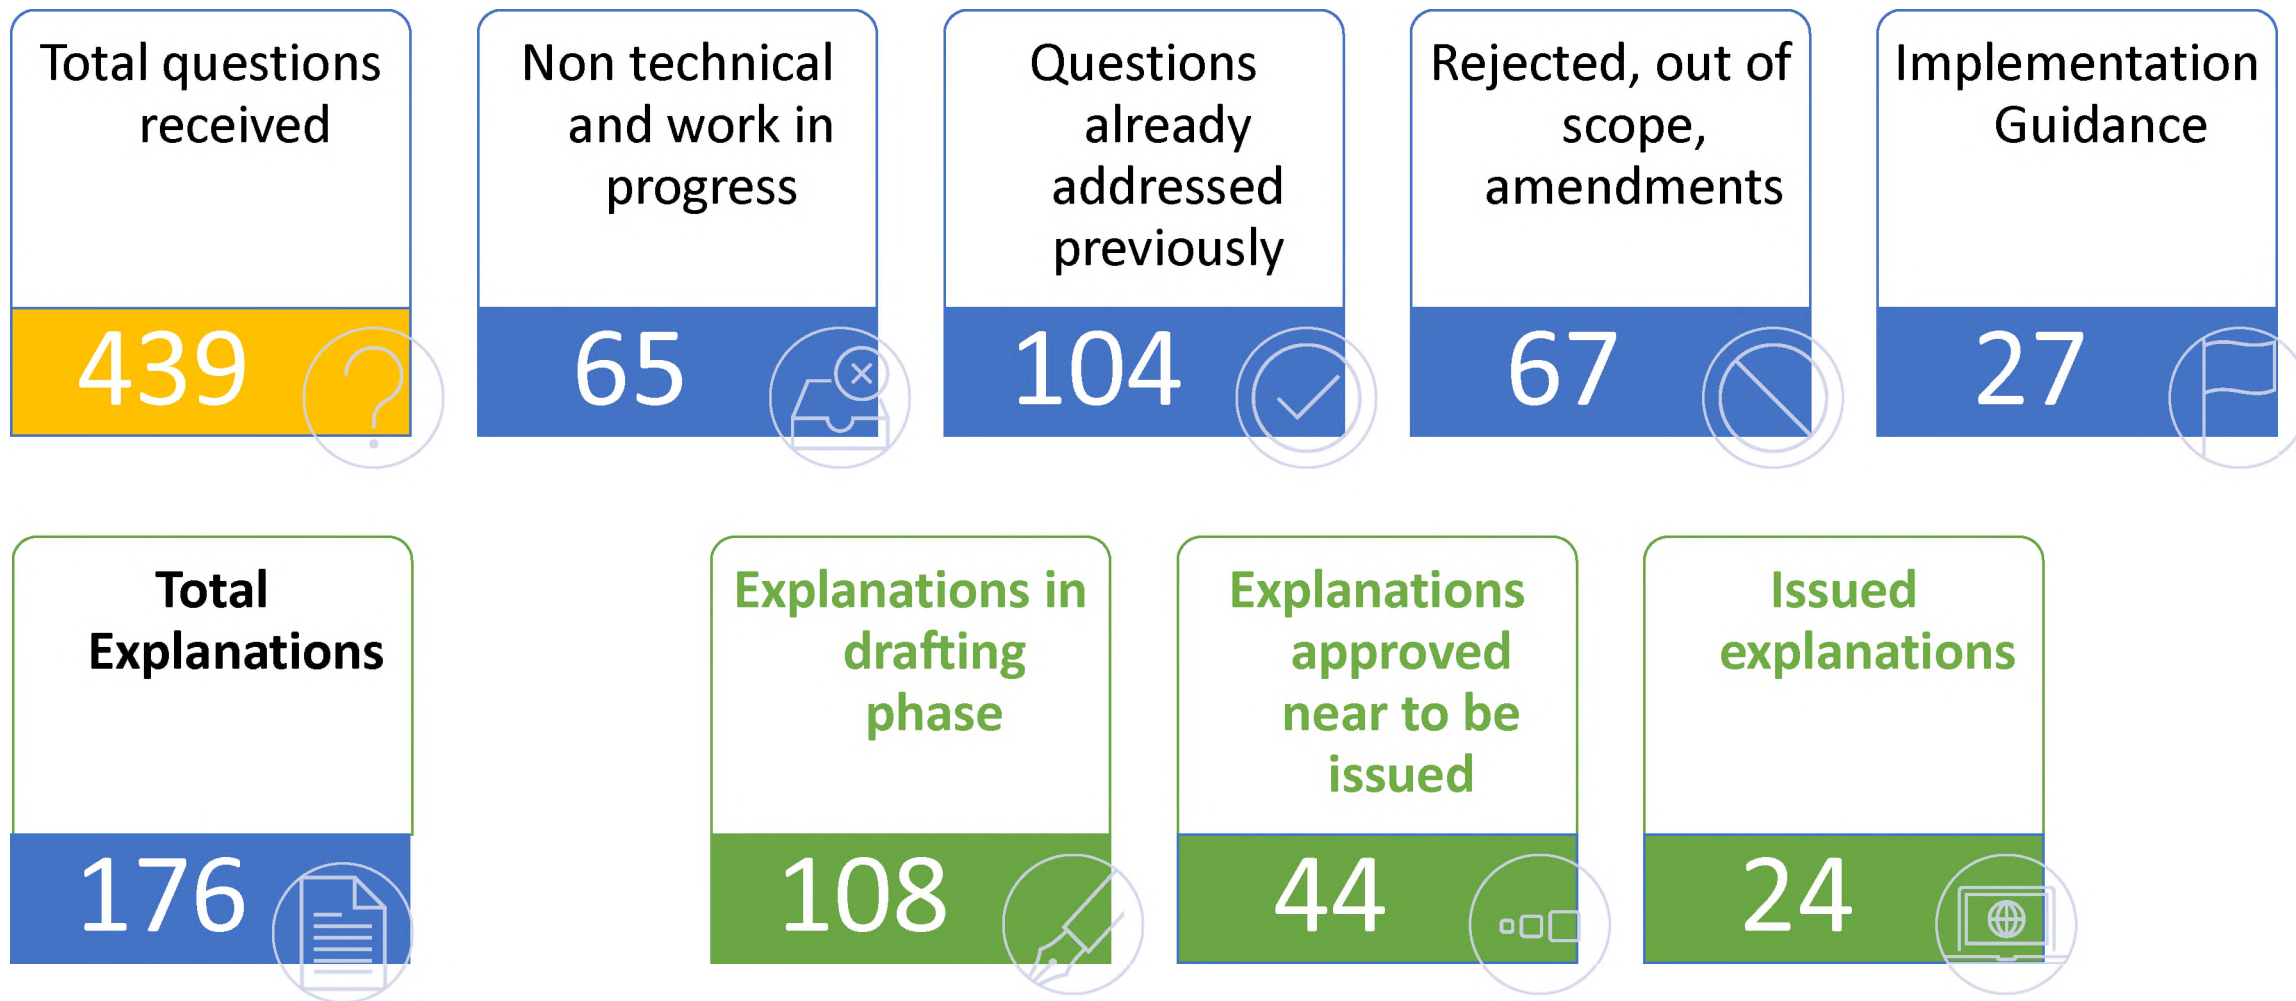 Total questions
received
439
Non technical
and work in
progress
65
Questions
already
addressed
previously
104
Rejected, out of
scope,
amendments
67
Implementation
Guidance
27
Total
Explanations
176
Explanations in
drafting
phase
108
Explanations
approved
near to be
issued
44
Issued
explanations
24